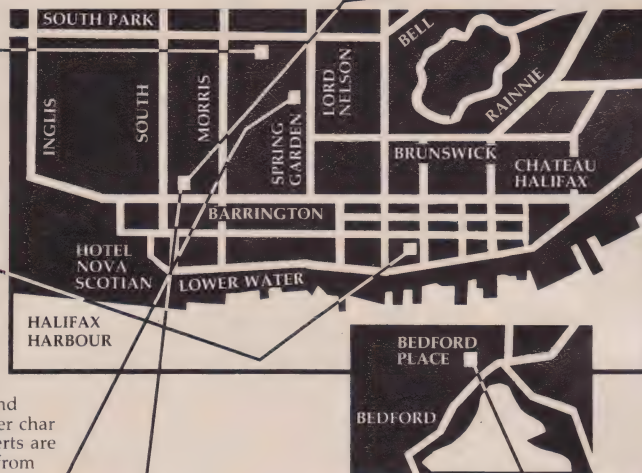 SOUTH PARK
INGLIS
SOUTH
MORRIS
SPRING
GARDEN
LORD
NELSON
BELL
RAINNIE
BRUNSWICK
CHATEAU
HALIFAX
BARRINGTON
HOTEL
NOVA
SCOTIAN
LOWER WATER
HALIFAX
HARBOUR
BEDFORD
PLACE
BEDFORD
nd
er char
erts are
from